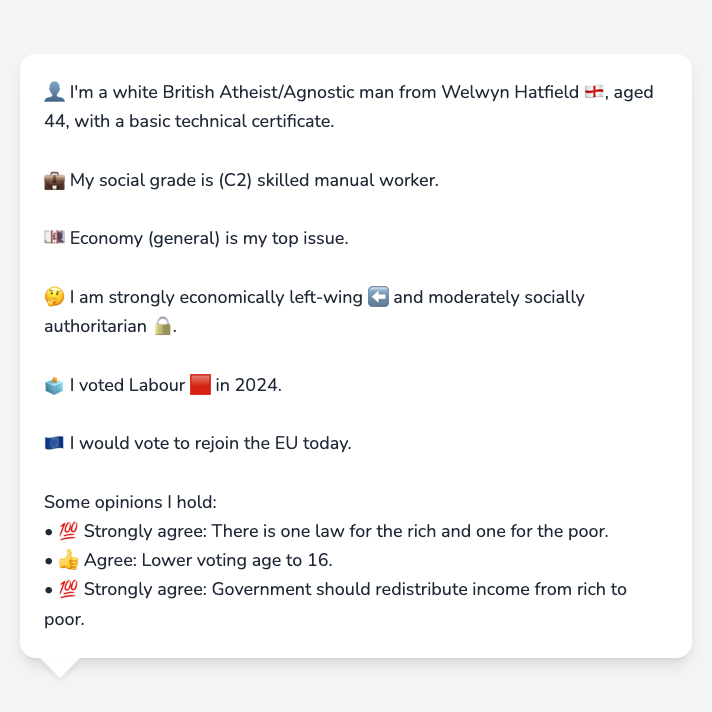 👤 I'm a white British Atheist/Agnostic man from Welwyn Hatfield 🏴󠁧󠁢󠁥󠁮󠁧󠁿, aged
44, with a basic technical certificate.
💼 My social grade is (C2) skilled manual worker.
💷 Economy (general) is my top issue.
🤔 I am strongly economically left-wing ⬅️ and moderately socially
authoritarian 🔒.
🗳️ I voted Labour 🟥 in 2024.
🇪🇺 I would vote to rejoin the EU today.
Some opinions I hold:
• 💯 Strongly agree: There is one law for the rich and one for the poor.
• 👍 Agree: Lower voting age to 16.
• 💯 Strongly agree: Government should redistribute income from rich to
poor.